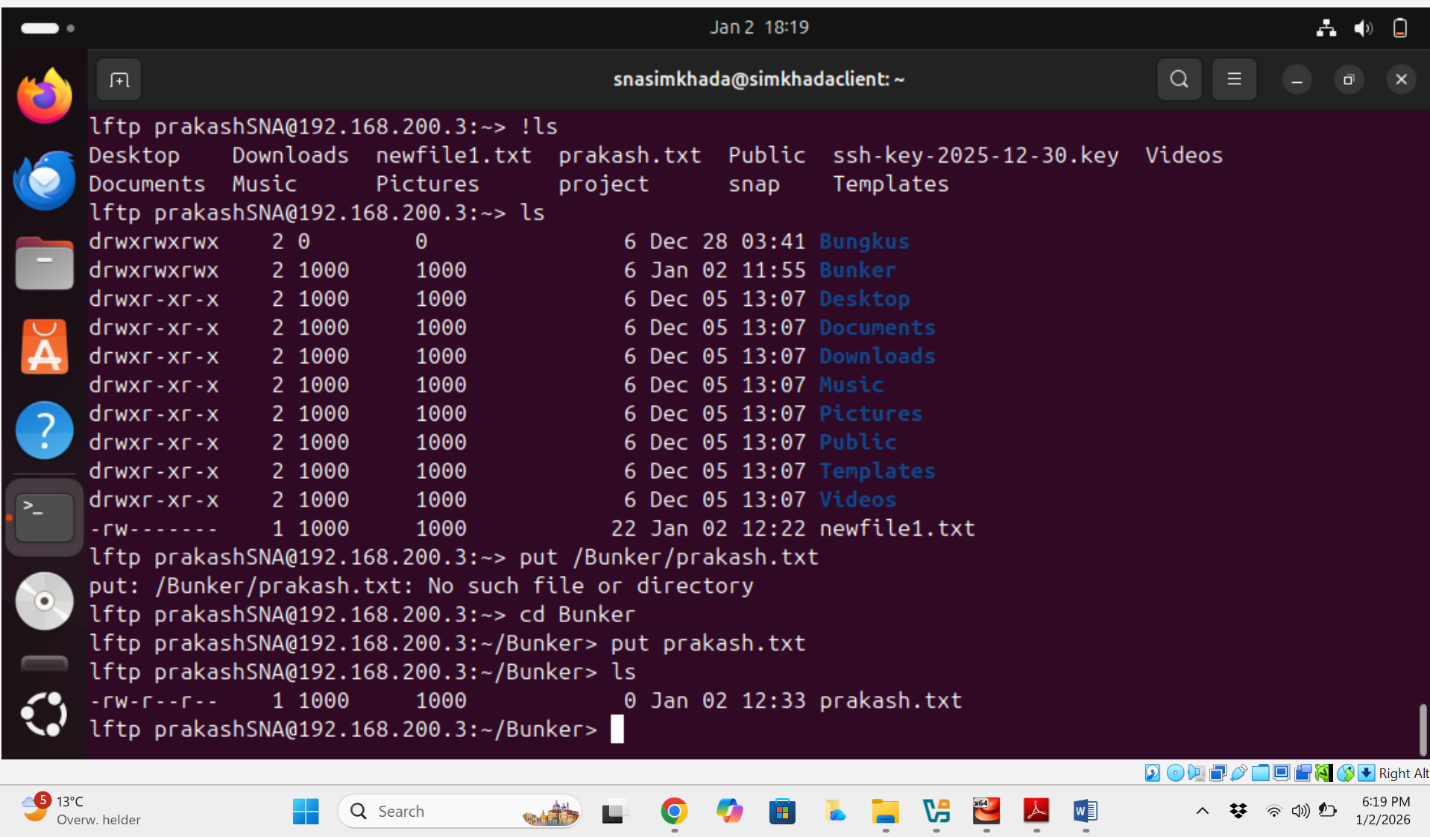 Jan 2 18:19
snasimkhada@simkhadaclient: ~
lftp prakashSNA@192.168.200.3:~> !ls
Desktop    Downloads  newfile1.txt  prakash.txt  Public  ssh-key-2025-12-30.key  Videos
Documents  Music      Pictures      project      snap    Templates
lftp prakashSNA@192.168.200.3:~> ls
drwxrwxrwx    2 0        0               6 Dec 28 03:41 Bungkus
drwxrwxrwx    2 1000     1000            6 Jan 02 11:55 Bunker
drwxr-xr-x    2 1000     1000            6 Dec 05 13:07 Desktop
drwxr-xr-x    2 1000     1000            6 Dec 05 13:07 Documents
drwxr-xr-x    2 1000     1000            6 Dec 05 13:07 Downloads
drwxr-xr-x    2 1000     1000            6 Dec 05 13:07 Music
drwxr-xr-x    2 1000     1000            6 Dec 05 13:07 Pictures
drwxr-xr-x    2 1000     1000            6 Dec 05 13:07 Public
drwxr-xr-x    2 1000     1000            6 Dec 05 13:07 Templates
drwxr-xr-x    2 1000     1000            6 Dec 05 13:07 Videos
-rw-------    1 1000     1000           22 Jan 02 12:22 newfile1.txt
lftp prakashSNA@192.168.200.3:~> put /Bunker/prakash.txt
put: /Bunker/prakash.txt: No such file or directory
lftp prakashSNA@192.168.200.3:~> cd Bunker
lftp prakashSNA@192.168.200.3:~/Bunker> put prakash.txt
lftp prakashSNA@192.168.200.3:~/Bunker> ls
-rw-r--r--    1 1000     1000            0 Jan 02 12:33 prakash.txt
lftp prakashSNA@192.168.200.3:~/Bunker>
Right Alt
5
13°C
Overw. helder
Search
x64
6:19 PM
1/2/2026